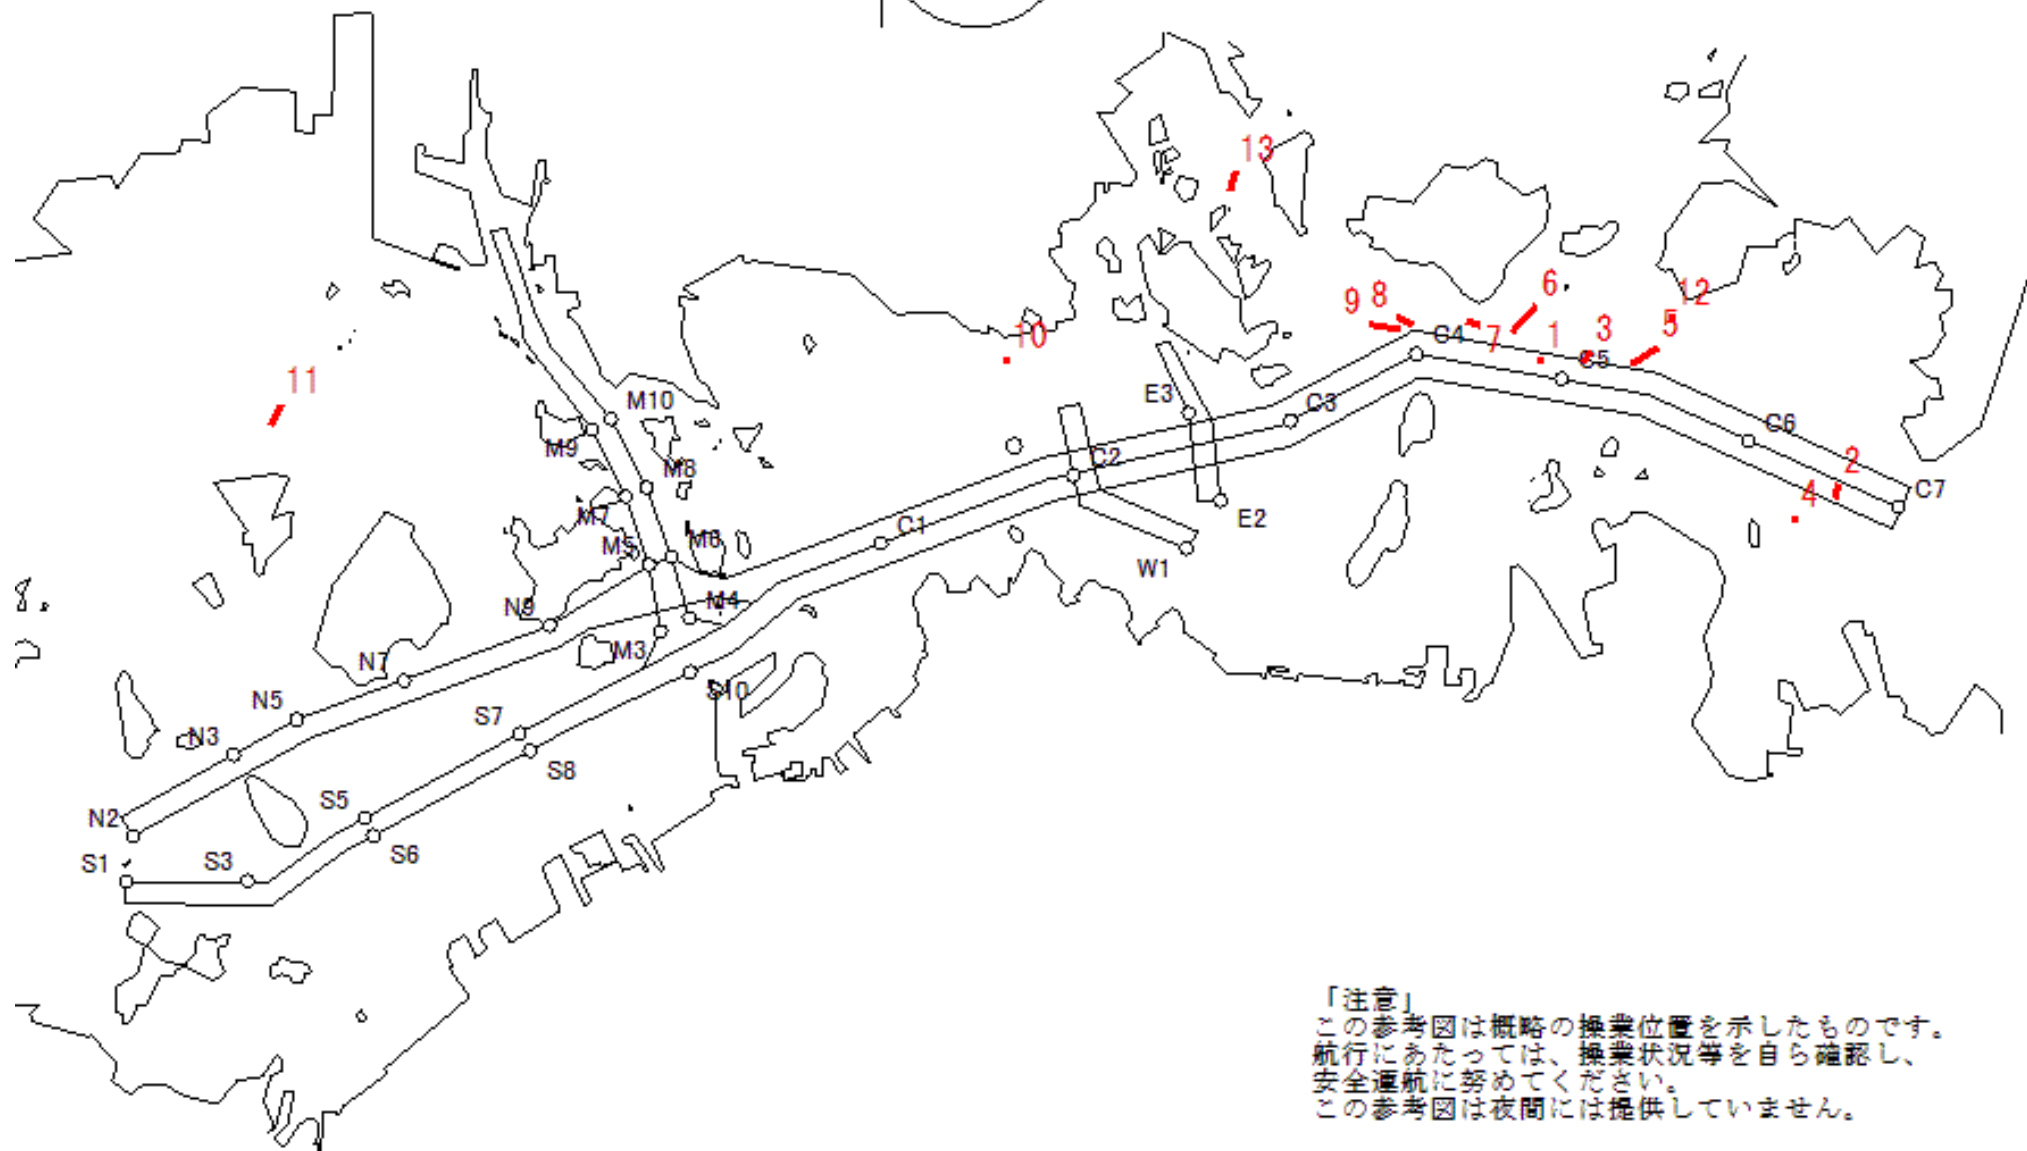 13
6
12
9
8
10
C4
7
1
3
5
C5
11
E3
M10
C3
C6
M9
C2
M8
2
4
C7
E2
M7
C1
M5
M6
W1
N9
M4
M3
N7
S10
N5
S7
N3
S8
S5
N2
S6
S1
S3
「注意」
この参考図は概略の操業位置を示したものです。
航行にあたっては、操業状況等を自ら確認し、
安全運航に努めてください。
この参考図は夜間には提供していません。